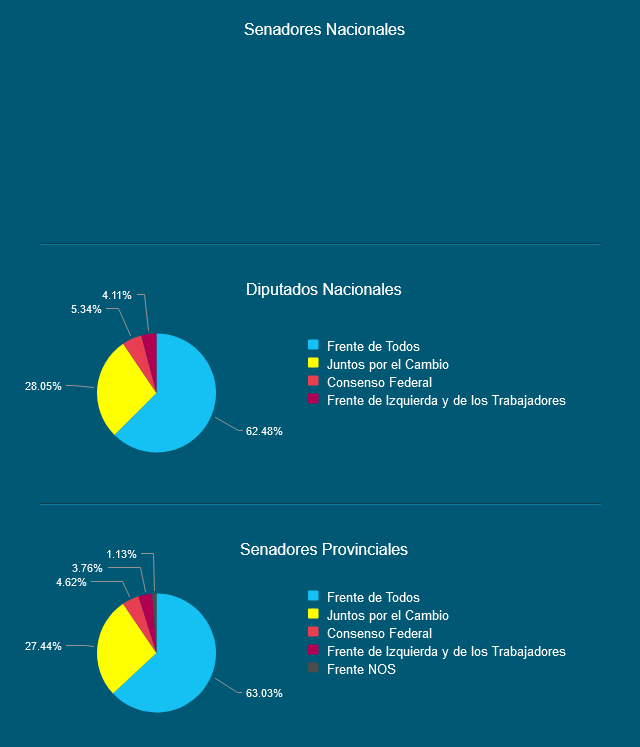 Senadores Nacionales
Diputados Nacionales
4.11%
5.34%
28.05%
62.48%
Frente de Todos
Juntos por el Cambio
Consenso Federal
Frente de Izquierda y de los Trabajadores
Senadores Provinciales
1.13%
3.76%
4.62%
27.44%
63.03%
Frente de Todos
Juntos por el Cambio
Consenso Federal
Frente de Izquierda y de los Trabajadores
Frente NOS